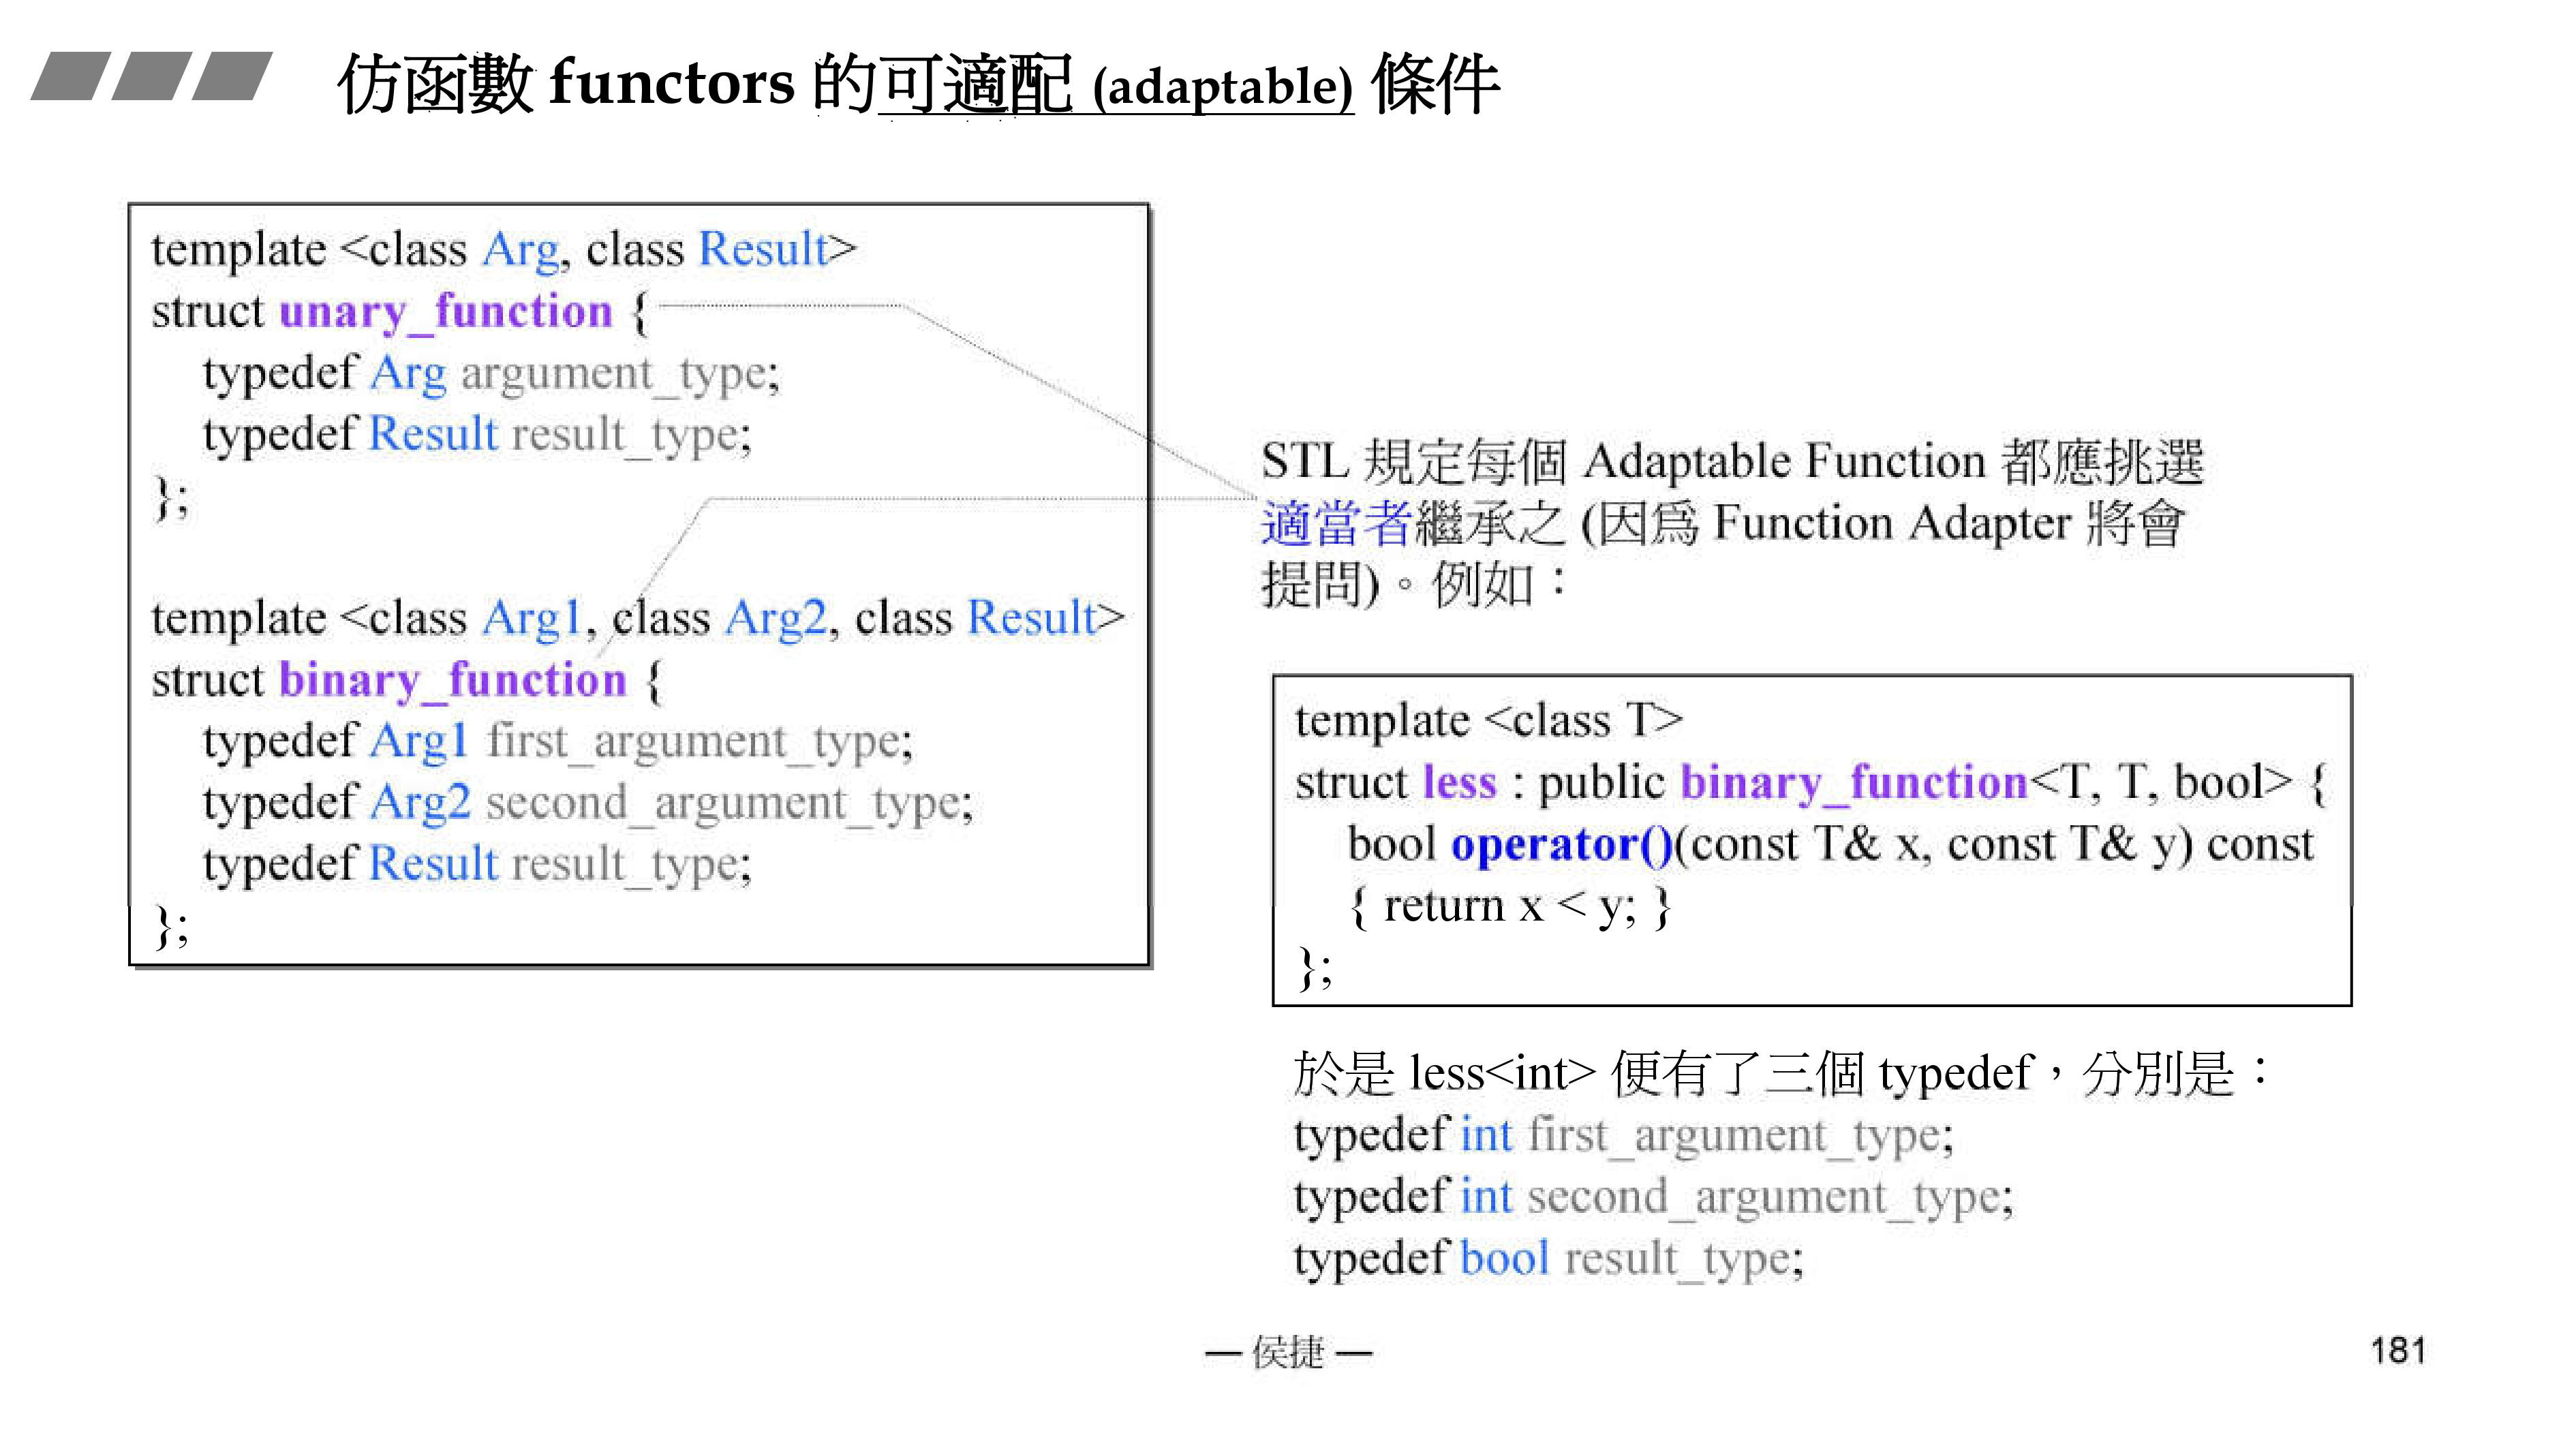 仿函數 functors 的可適配 (adaptable) 條件
template <class Arg, class Result>
struct unary_function {
typedef Arg argument_type;
typedef Result result_type;
};
template <class Arg1, class Arg2, class Result>
struct binary_function {
typedef Arg1 first_argument_type;
typedef Arg2 second_argument_type;
typedef Result result_type;
};
STL 規定每個 Adaptable Function 都應挑選
適當者繼承之 (因爲 Function Adapter 將會
提問)。例如：
template <class T>
struct less : public binary_function<T, T, bool> {
bool operator()(const T& x, const T& y) const
{ return x < y; }
};
於是 less<int> 便有了三個 typedef，分別是：
typedef int first_argument_type;
typedef int second_argument_type;
typedef bool result_type;
— 侯捷 —
181